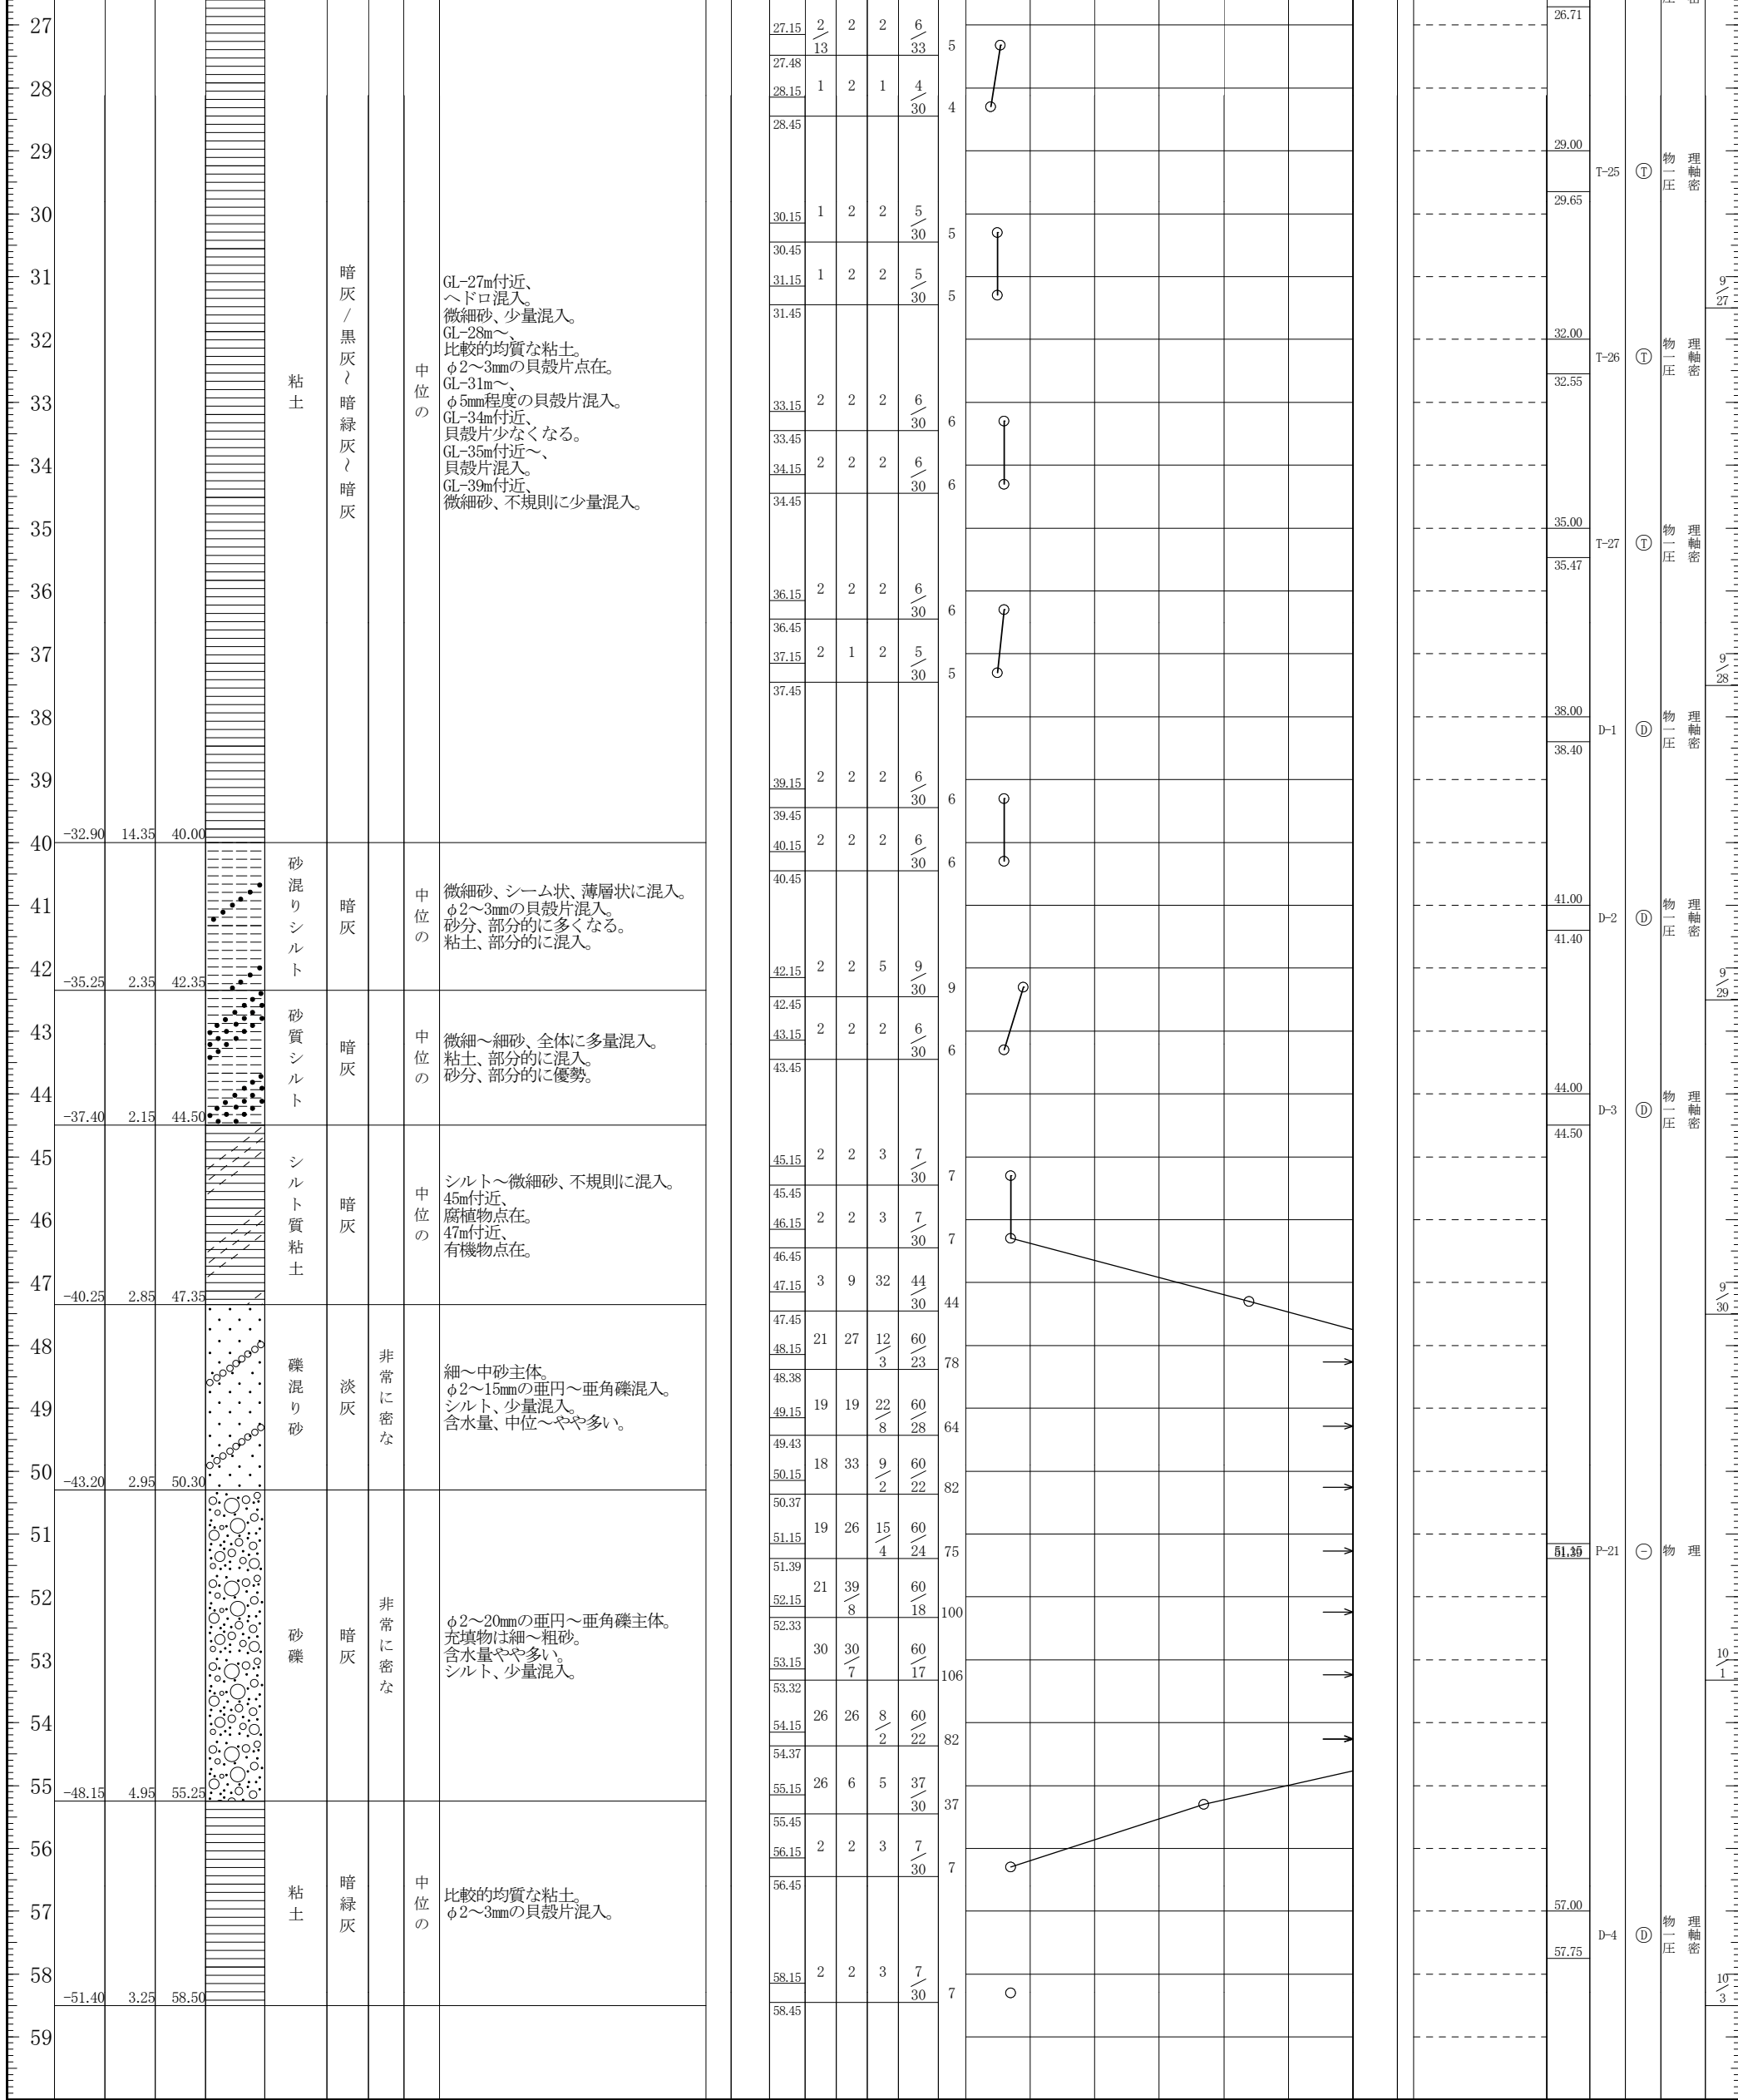 27
28
29
30
31
32
33
34
35
36
37
38
39
40
41
42
43
44
45
46
47
48
49
50
51
52
53
54
55
56
57
58
59
-32.90 14.35 40.00
-35.25 2.35 42.35
-37.40 2.15 44.50
-40.25 2.85 47.35
-43.20 2.95 50.30
-48.15 4.95 55.25
-51.40 3.25 58.50
粘土
暗灰/黒灰~暗緑灰~暗灰
中位の
GL-27m付近、
ヘドロ混入。
微細砂、少量混入。
GL-28m～、
比較的均質な粘土。
φ2～3mmの貝殻片点在。
GL-31m～、
φ5mm程度の貝殻片混入。
GL-34m付近、
貝殻片少なくなる。
GL-35m付近～、
貝殻片混入。
GL-39m付近、
微細砂、不規則に少量混入。
砂混りシルト
暗灰
中位の
微細砂、シーム状、薄層状に混入。
φ2～3mmの貝殻片混入。
砂分、部分的に多くなる。
粘土、部分的に混入。
砂質シルト
暗灰
中位の
微細～細砂、全体に多量混入。
粘土、部分的に混入。
砂分、部分的に優勢。
シルト質粘土
暗灰
中位の
シルト～微細砂、不規則に混入。
45m付近、
腐植物点在。
47m付近、
有機物点在。
礫混り砂
淡灰
非常に密な
細～中砂主体。
φ2～15mmの亜円～亜角礫混入。
シルト、少量混入。
含水量、中位～やや多い。
砂礫
暗灰
非常に密な
φ2～20mmの亜円～亜角礫主体。
充填物は細～粗砂。
含水量やや多い。
シルト、少量混入。
粘土
暗緑灰
中位の
比較的均質な粘土。
φ2～3mmの貝殻片混入。
27.15 2/13 2 2 6/33 5
27.48
28.15 1 2 1 4/30 4
28.45
30.15 1 2 2 5/30 5
30.45
31.15 1 2 2 5/30 5
31.45
33.15 2 2 2 6/30 6
33.45
34.15 2 2 2 6/30 6
34.45
36.15 2 2 2 6/30 6
36.45
37.15 2 1 2 5/30 5
37.45
39.15 2 2 2 6/30 6
39.45
40.15 2 2 2 6/30 6
40.45
42.15 2 2 5 9/30 9
42.45
43.15 2 2 2 6/30 6
43.45
45.15 2 2 3 7/30 7
45.45
46.15 2 2 3 7/30 7
46.45
47.15 3 9 32 44/30 44
47.45
48.15 21 27 12/3 60/23 78
48.38
49.15 19 19 22/8 60/28 64
49.43
50.15 18 33 9/2 60/22 82
50.37
51.15 19 26 15/4 60/24 75
51.39
52.15 21 39/8 60/18 100
52.33
53.15 30 30/7 60/17 106
53.32
54.15 26 26 8/2 60/22 82
54.37
55.15 26 6 5 37/30 37
55.45
56.15 2 2 3 7/30 7
56.45
58.15 2 2 3 7/30 7
58.45
26.71
29.00
T-25 Ⓣ 物理 一軸 圧密
29.65
32.00
T-26 Ⓣ 物理 一軸 圧密
32.55
35.00
T-27 Ⓣ 物理 一軸 圧密
35.47
38.00
D-1 Ⓓ 物理 一軸 圧密
38.40
41.00
D-2 Ⓓ 物理 一軸 圧密
41.40
44.00
D-3 Ⓓ 物理 一軸 圧密
44.50
51.15
51.39
P-21 ⊖ 物理
57.00
D-4 Ⓓ 物理 一軸 圧密
57.75
9/27
9/28
9/29
9/30
10/1
10/3